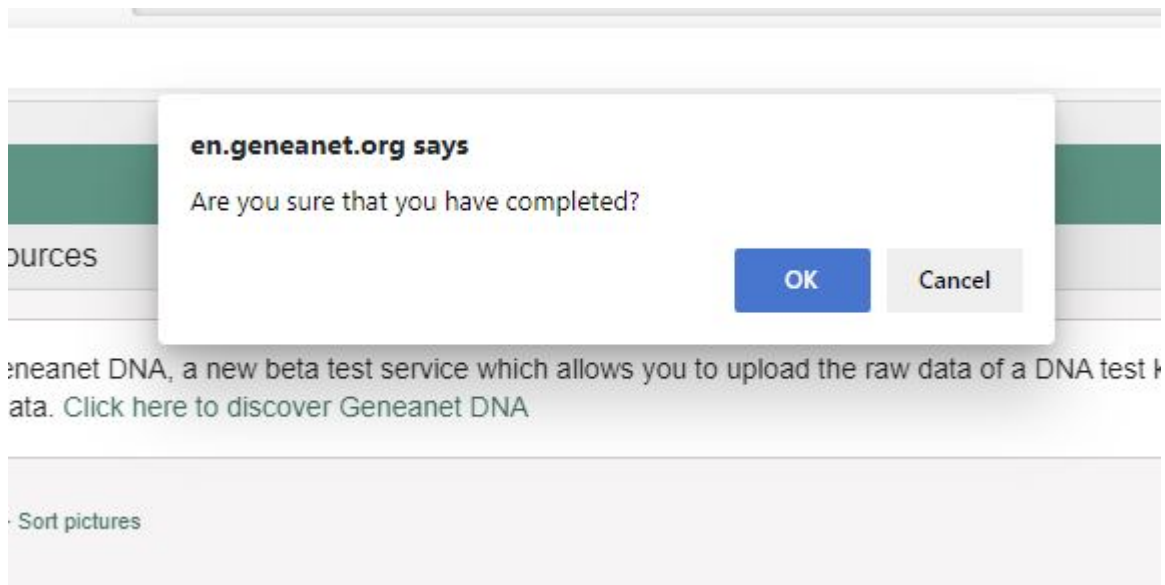 en.geneanet.org says
Are you sure that you have completed?
OK Cancel
eneanet DNA, a new beta test service which allows you to upload the raw data of a DNA test
ata. Click here to discover Geneanet DNA
Sort pictures